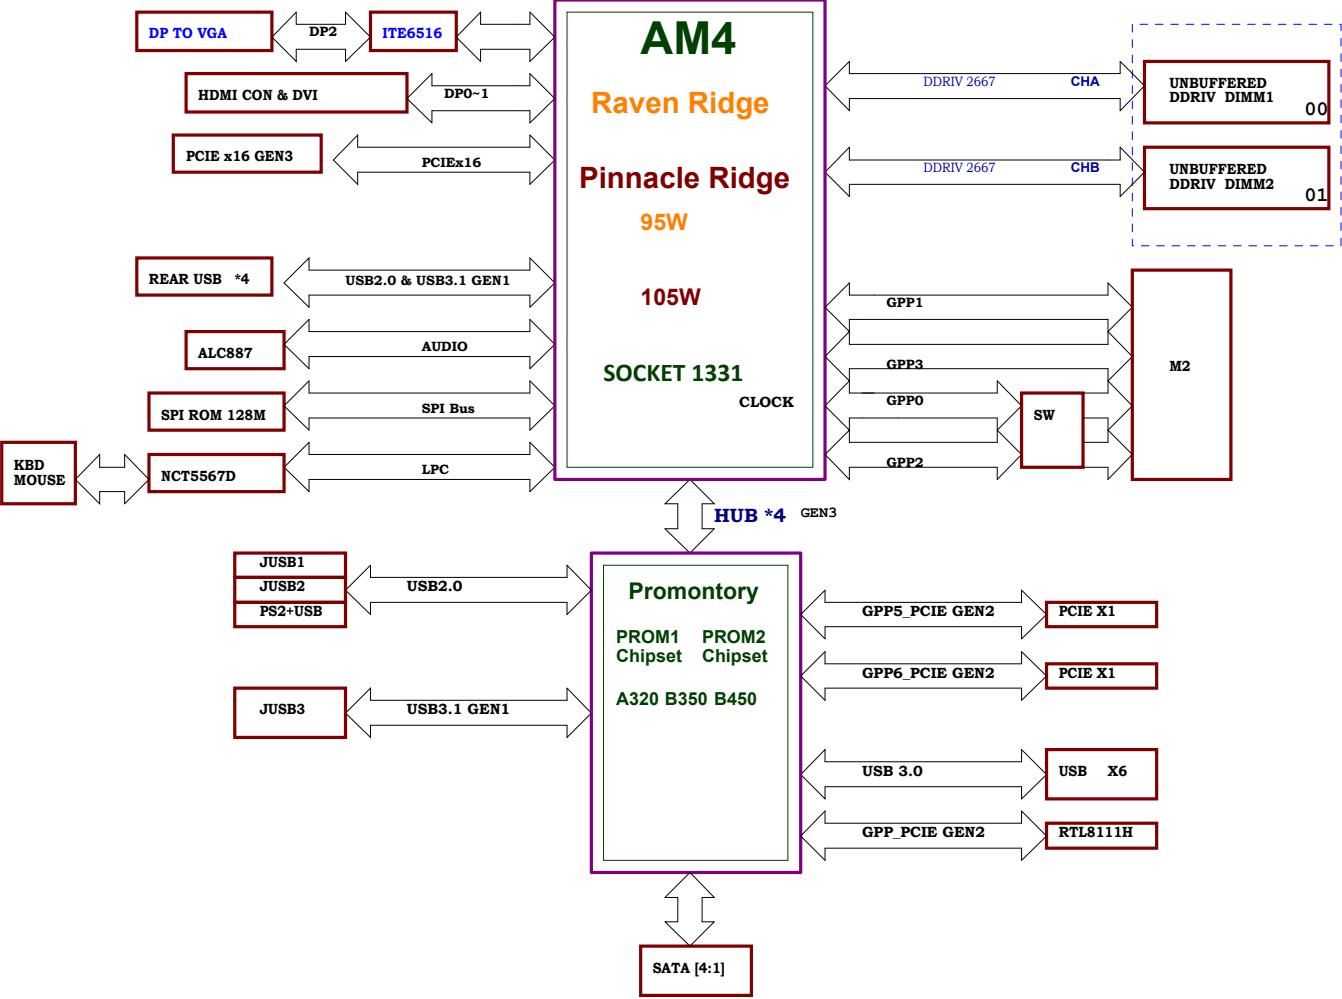 AM4
Raven Ridge
Pinnacle Ridge
95W
105W
SOCKET 1331
CLOCK
DP TO VGA
DP2
ITE6516
HDMI CON & DVI
DP0~1
PCIE x16 GEN3
PCIEx16
REAR USB *4
USB2.0 & USB3.1 GEN1
ALC887
AUDIO
SPI ROM 128M
SPI Bus
KBD
MOUSE
NCT5567D
LPC
DDRIV 2667 CHA
UNBUFFERED
DDRIV DIMM1
00
DDRIV 2667 CHB
UNBUFFERED
DDRIV DIMM2
01
GPP1
GPP3
GPP0
GPP2
SW
M2
HUB *4 GEN3
Promontory
PROM1 PROM2
Chipset Chipset
A320 B350 B450
JUSB1
JUSB2
PS2+USB
USB2.0
JUSB3
USB3.1 GEN1
GPP5_PCIE GEN2
PCIE X1
GPP6_PCIE GEN2
PCIE X1
USB 3.0
USB X6
GPP_PCIE GEN2
RTL8111H
SATA [4:1]